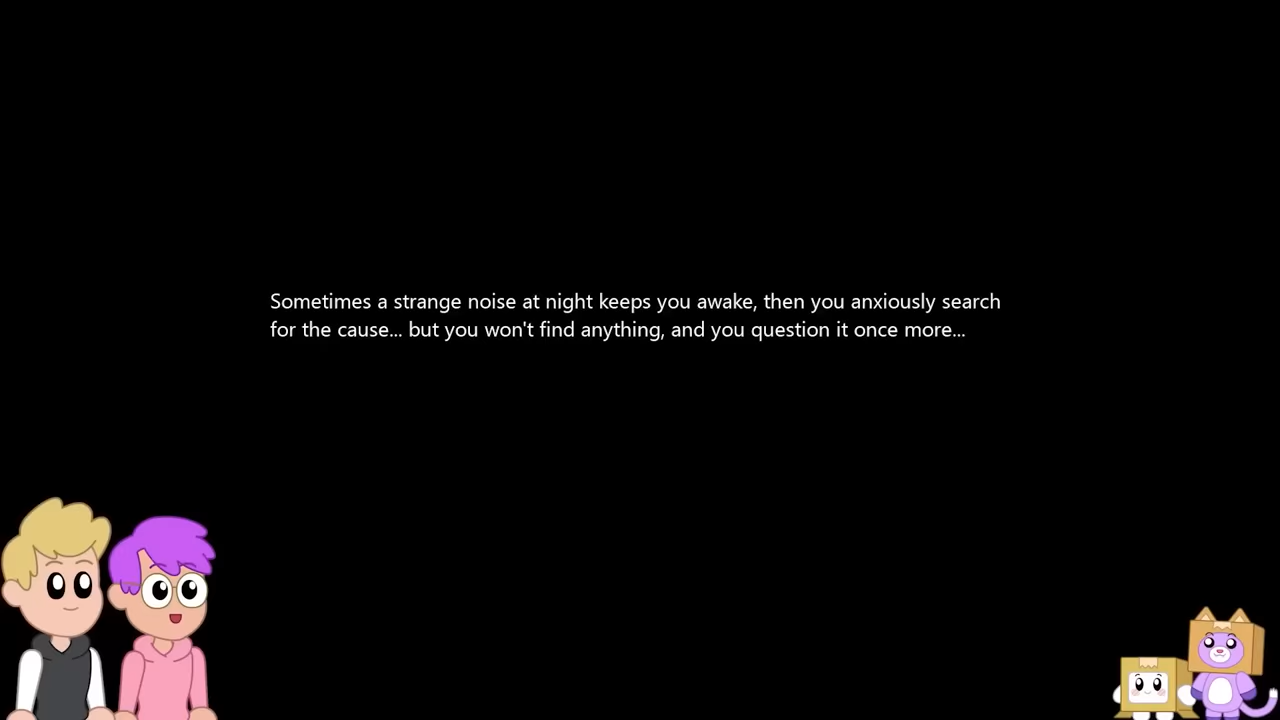 Sometimes a strange noise at night keeps you awake, then you anxiously search
for the cause... but you won't find anything, and you question it once more...